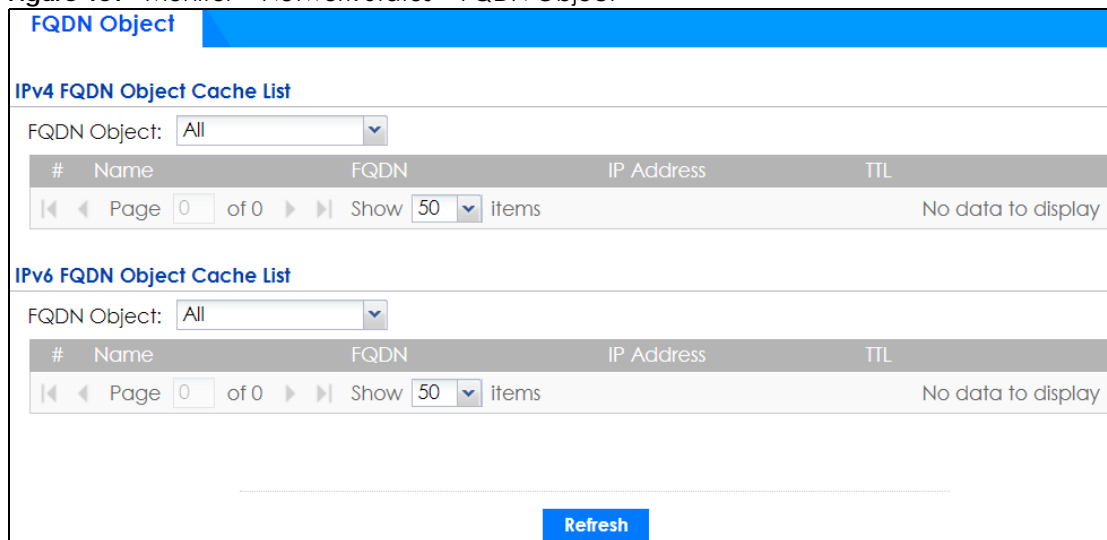 FQDN Object
IPv4 FQDN Object Cache List
FQDN Object: All
# Name FQDN IP Address TTL
Page 0 of 0 Show 50 items No data to display
IPv6 FQDN Object Cache List
FQDN Object: All
# Name FQDN IP Address TTL
Page 0 of 0 Show 50 items No data to display
Refresh